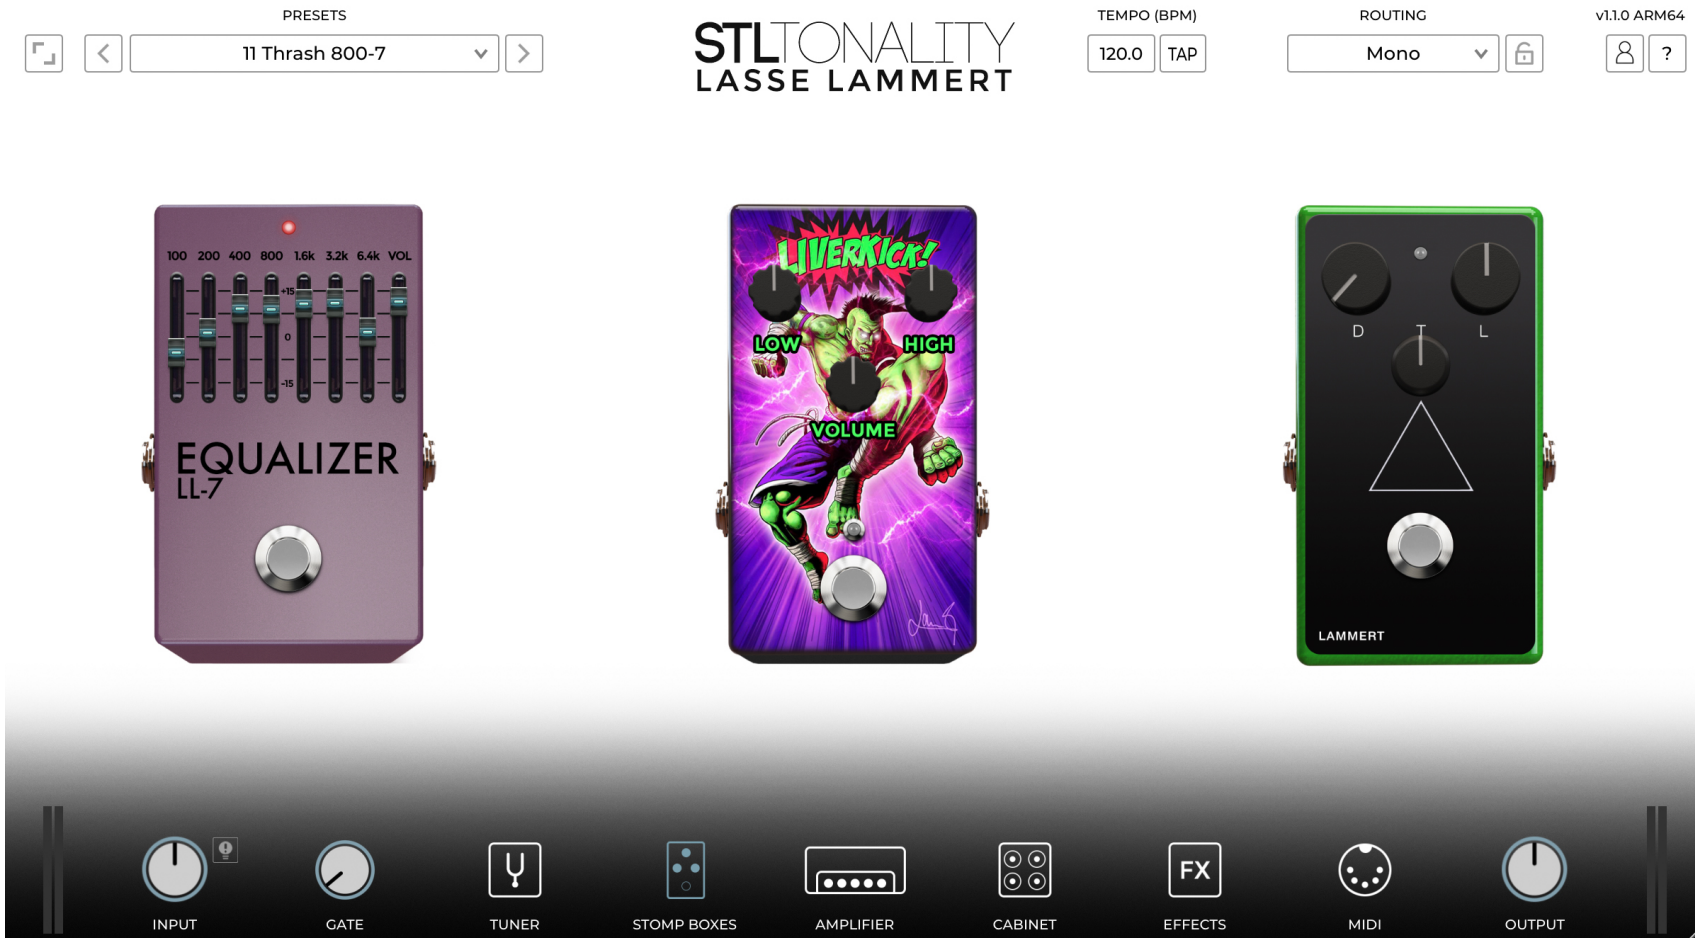 PRESETS
11 Thrash 800-7
STLTONALITY
LASSE LAMMERT
TEMPO (BPM)
120.0
TAP
ROUTING
Mono
v1.1.0 ARM64
?
100 200 400 800 1.6k 3.2k 6.4k VOL
+15
0
-15
EQUALIZER
LL-7
LIVERKICK!
LOW
HIGH
VOLUME
D
T
L
LAMMERT
INPUT
GATE
TUNER
STOMP BOXES
AMPLIFIER
CABINET
FX
EFFECTS
MIDI
OUTPUT